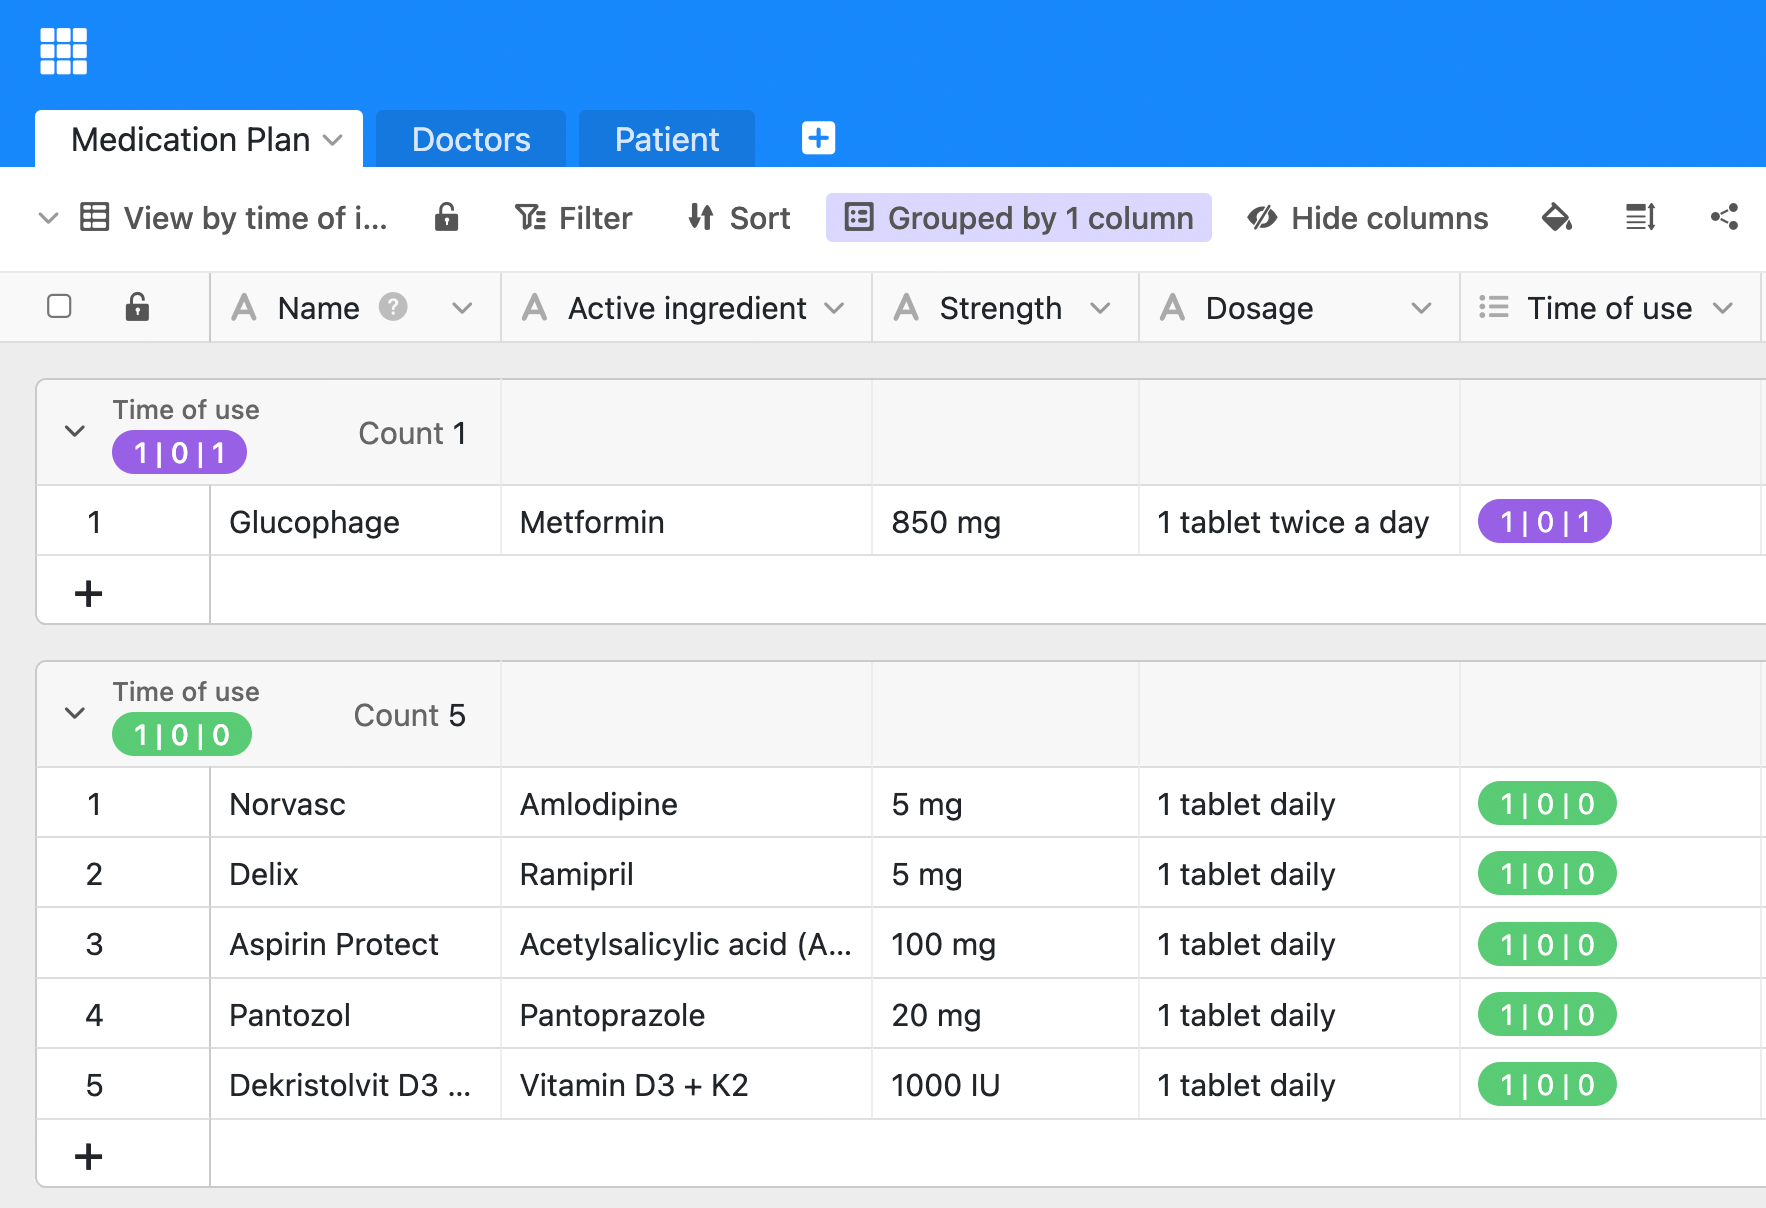 Medication Plan Doctors Patient
View by time of i... Filter Sort Grouped by 1 column Hide columns
Name ? Active ingredient Strength Dosage Time of use
Time of use
1 | 0 | 1 Count 1
1 Glucophage Metformin 850 mg 1 tablet twice a day 1 | 0 | 1
Time of use
1 | 0 | 0 Count 5
1 Norvasc Amlodipine 5 mg 1 tablet daily 1 | 0 | 0
2 Delix Ramipril 5 mg 1 tablet daily 1 | 0 | 0
3 Aspirin Protect Acetylsalicylic acid (A... 100 mg 1 tablet daily 1 | 0 | 0
4 Pantozol Pantoprazole 20 mg 1 tablet daily 1 | 0 | 0
5 Dekristolvit D3 ... Vitamin D3 + K2 1000 IU 1 tablet daily 1 | 0 | 0